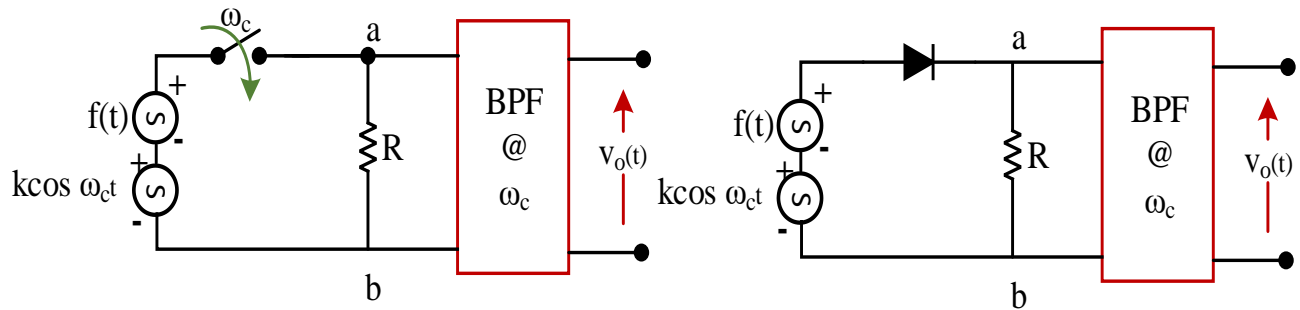 ωc
a
+
f(t)
-
+
kcos ωct
-
R
b
BPF
@
ωc
vo(t)
a
+
f(t)
-
+
kcos ωct
-
R
b
BPF
@
ωc
vo(t)